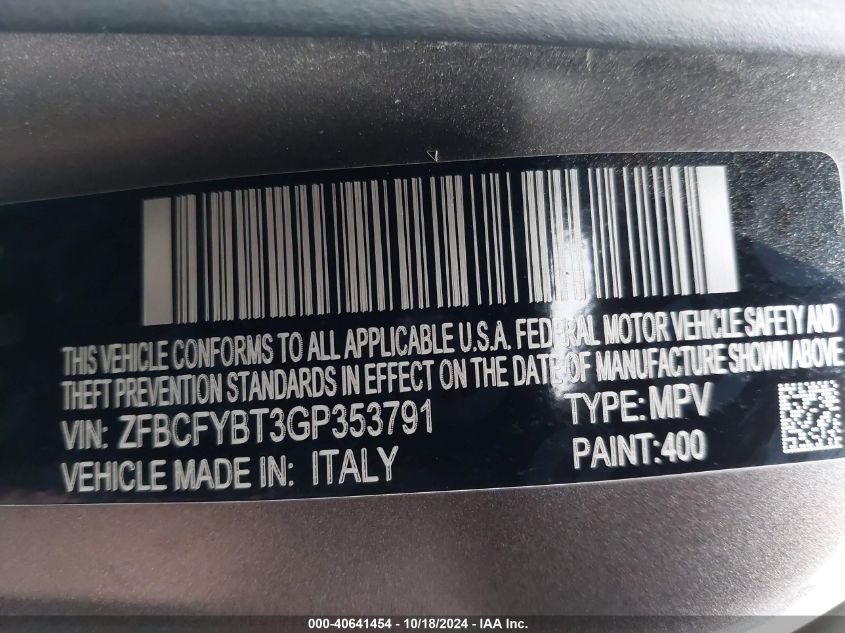 THIS VEHICLE CONFORMS TO ALL APPLICABLE U.S.A. FEDERAL MOTOR VEHICLE SAFETY AND
THEFT PREVENTION STANDARDS IN EFFECT ON THE DATE OF MANUFACTURE SHOWN ABOVE
VIN: ZFBCFYBT3GP353791 TYPE: MPV
VEHICLE MADE IN: ITALY PAINT: 400
000-40641454 - 10/18/2024 - IAA Inc.